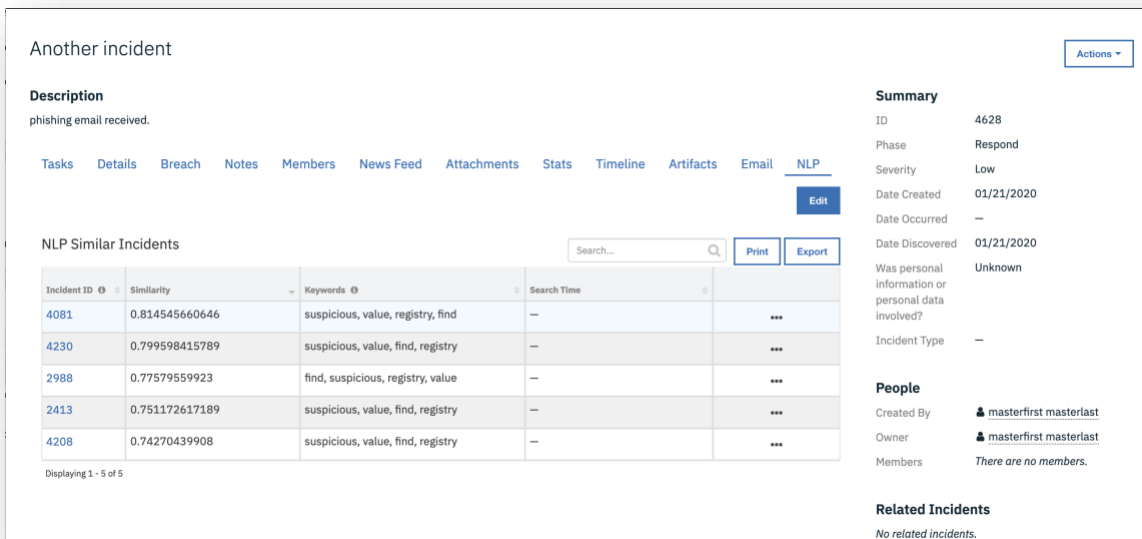 Another incident
Actions
Description
phishing email received.
Tasks Details Breach Notes Members News Feed Attachments Stats Timeline Artifacts Email NLP
Edit
NLP Similar Incidents
Search...
Print
Export
Incident ID Similarity Keywords Search Time
4081 0.814545660646 suspicious, value, registry, find — •••
4230 0.799598415789 suspicious, value, find, registry — •••
2988 0.77579559923 find, suspicious, registry, value — •••
2413 0.751172617189 suspicious, value, find, registry — •••
4208 0.74270439908 suspicious, value, find, registry — •••
Displaying 1 - 5 of 5
Summary
ID 4628
Phase Respond
Severity Low
Date Created 01/21/2020
Date Occurred —
Date Discovered 01/21/2020
Was personal Unknown
information or
personal data
involved?
Incident Type —
People
Created By masterfirst masterlast
Owner masterfirst masterlast
Members There are no members.
Related Incidents
No related incidents.